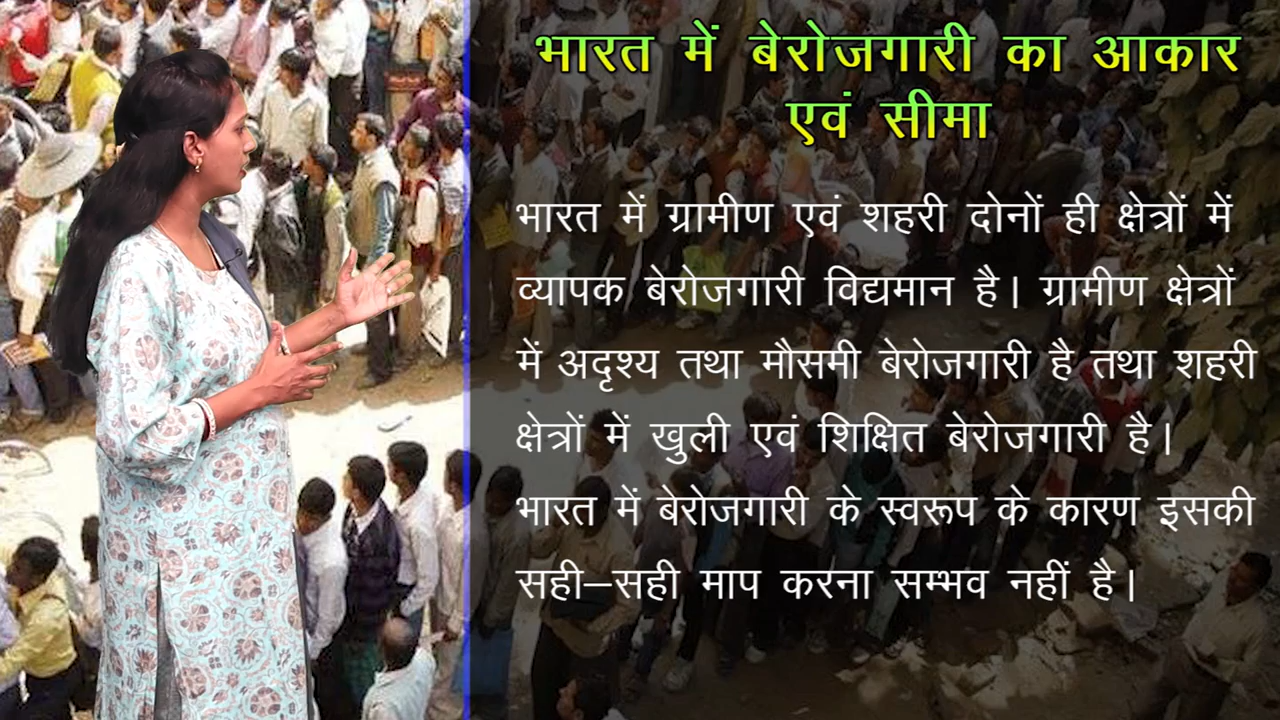 भारत में बेरोजगारी का आकार
एवं सीमा
भारत में ग्रामीण एवं शहरी दोनों ही क्षेत्रों में
व्यापक बेरोजगारी विद्यमान है। ग्रामीण क्षेत्रों
में अदृश्य तथा मौसमी बेरोजगारी है तथा शहरी
क्षेत्रों में खुली एवं शिक्षित बेरोजगारी है।
भारत में बेरोजगारी के स्वरूप के कारण इसकी
सही–सही माप करना सम्भव नहीं है।